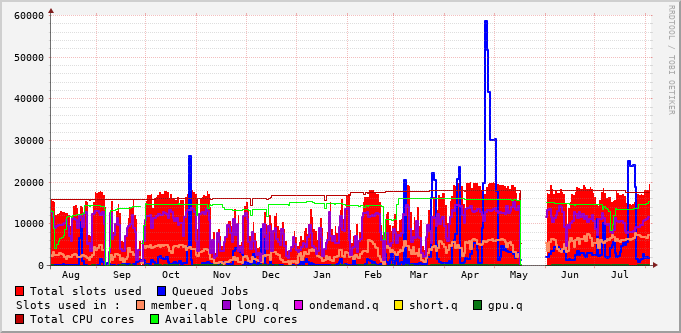 60000
50000
40000
30000
20000
10000
0
Aug Sep Oct Nov Dec Jan Feb Mar Apr May Jun Jul
RRDTOOL / TOBI OETIKER
Total slots used Queued Jobs
Slots used in : member.q long.q ondemand.q short.q gpu.q
Total CPU cores Available CPU cores